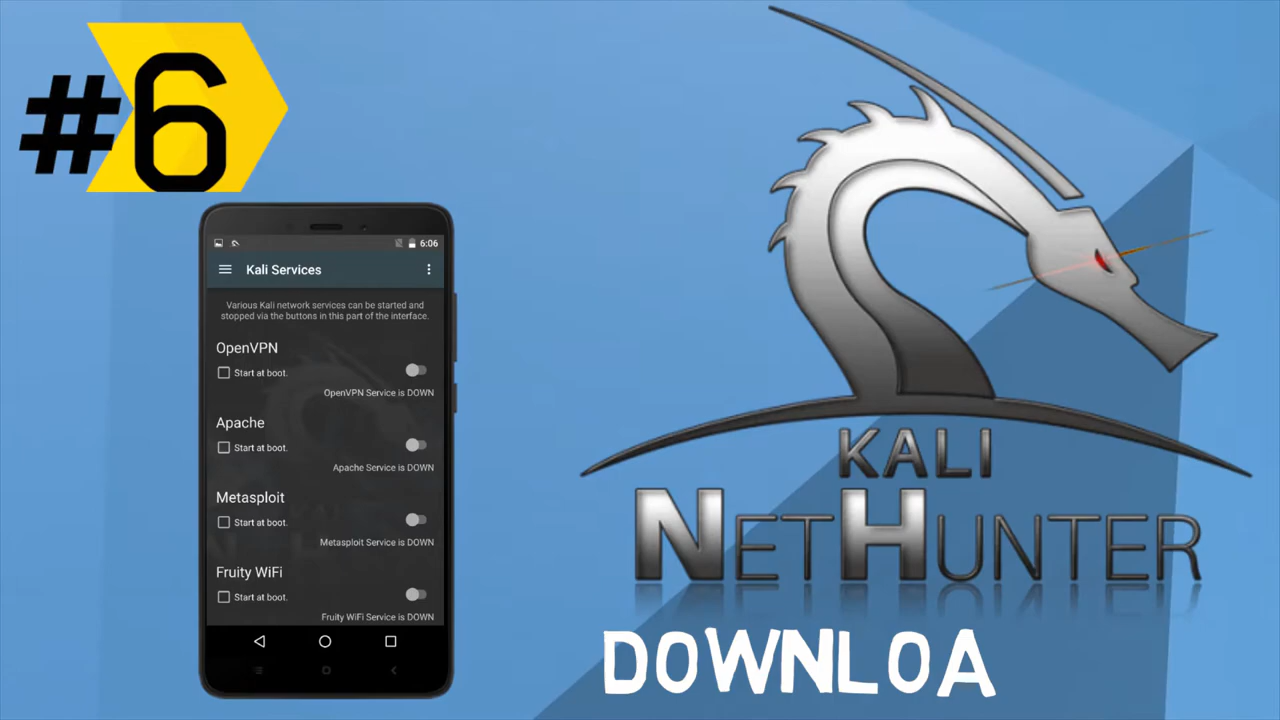 #6
6:06
Kali Services
Various Kali network services can be started and
stopped via the buttons in this part of the interface.
OpenVPN
Start at boot.
OpenVPN Service is DOWN
Apache
Start at boot.
Apache Service is DOWN
Metasploit
Start at boot.
Metasploit Service is DOWN
Fruity WiFi
Start at boot.
Fruity WiFi Service is DOWN
KALI
NETHUNTER
DOWNLOA